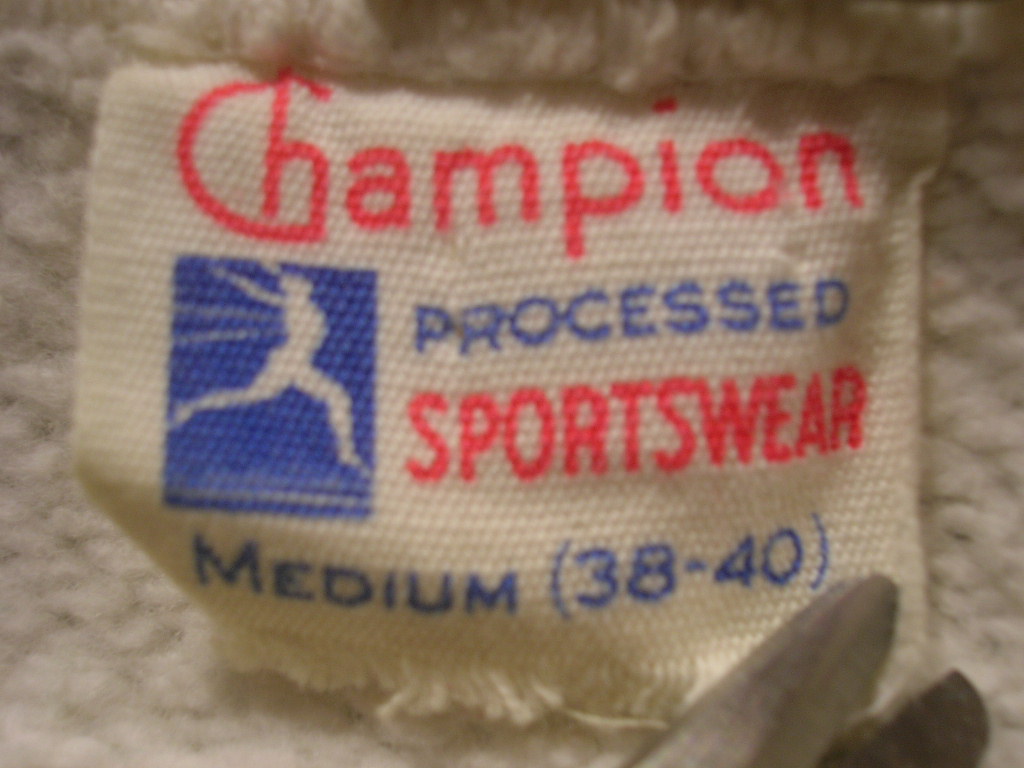 Champion
PROCESSED
SPORTSWEAR
MEDIUM (38-40)